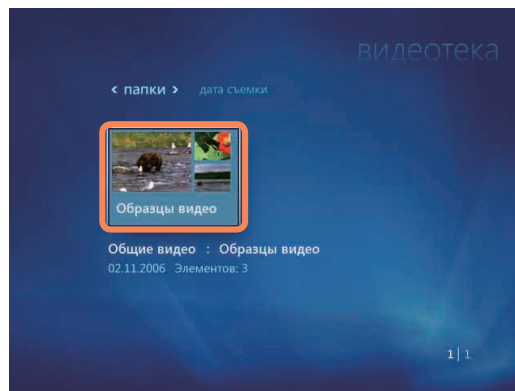 видеотека
< папки > дата съемки
Образцы видео
Общие видео : Образцы видео
02.11.2006 Элементов: 3
1 | 1